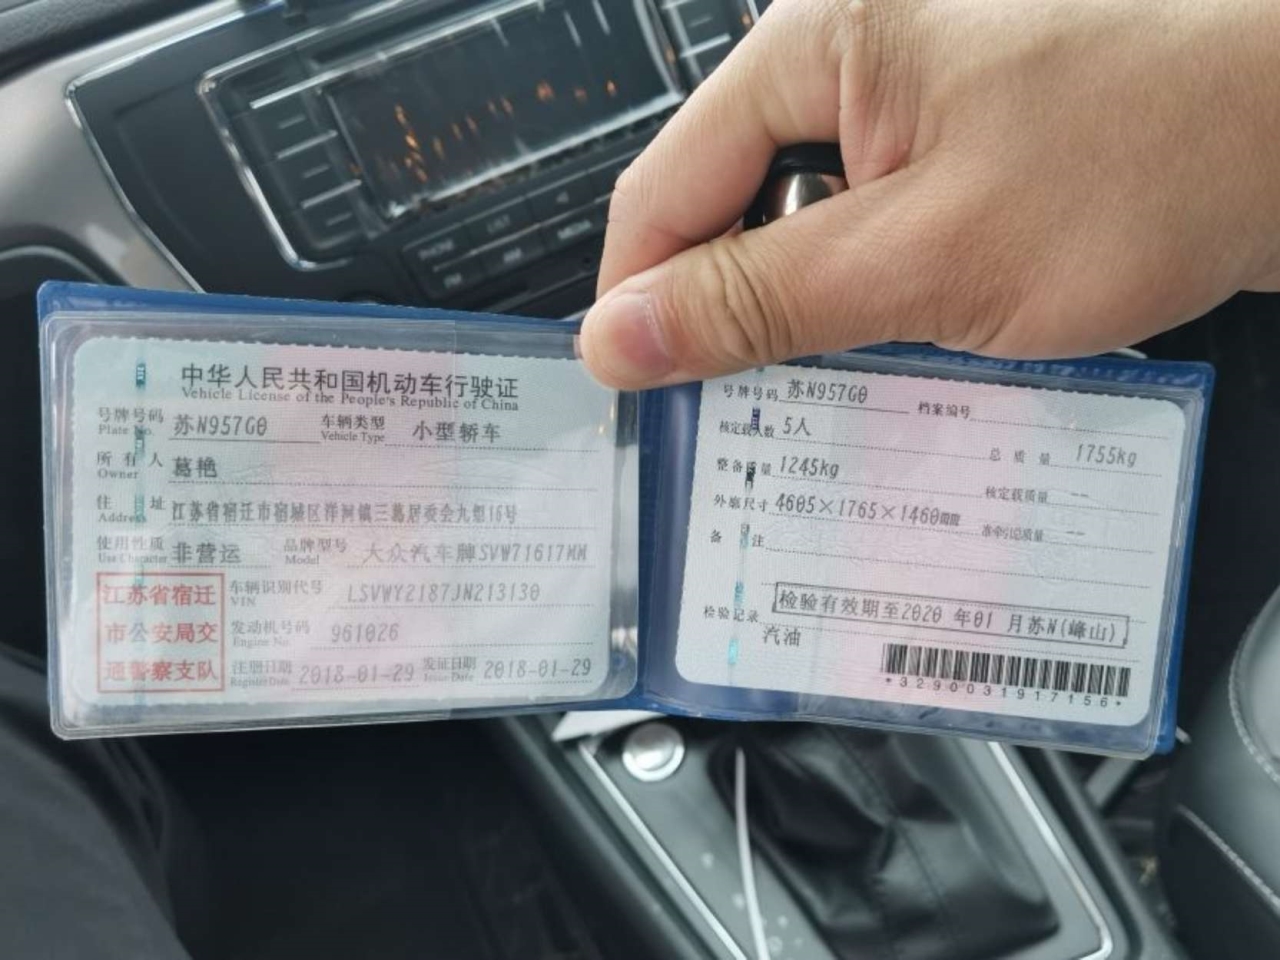 中华人民共和国机动车行驶证
Vehicle License of the People's Republic of China
号牌号码 苏N957G0 车辆类型 小型轿车
Plate No. Vehicle Type
所有人 葛艳
Owner
住址 江苏省宿迁市宿城区洋河镇三葛居委会九组16号
Address
使用性质 非营运 品牌型号 大众汽车牌SVW71617MM
Use Character Model
江苏省宿迁
市公安局交
通警察支队
车辆识别代号 LSVWY2187JN213130
VIN
发动机号码 961026
Engine No.
注册日期 2018-01-29 发证日期 2018-01-29
Register Date Issue Date
号牌号码 苏N957G0 档案编号
核定载人数 5人 总质量 1755kg
整备质量 1245kg 核定载质量 --
外廓尺寸 4605×1765×1460mm 准牵引总质量 --
备注
检验记录 检验有效期至2020年01月苏N(峰山)
汽油
*3290031917156*
PHONE
MEDIA
FM
AM